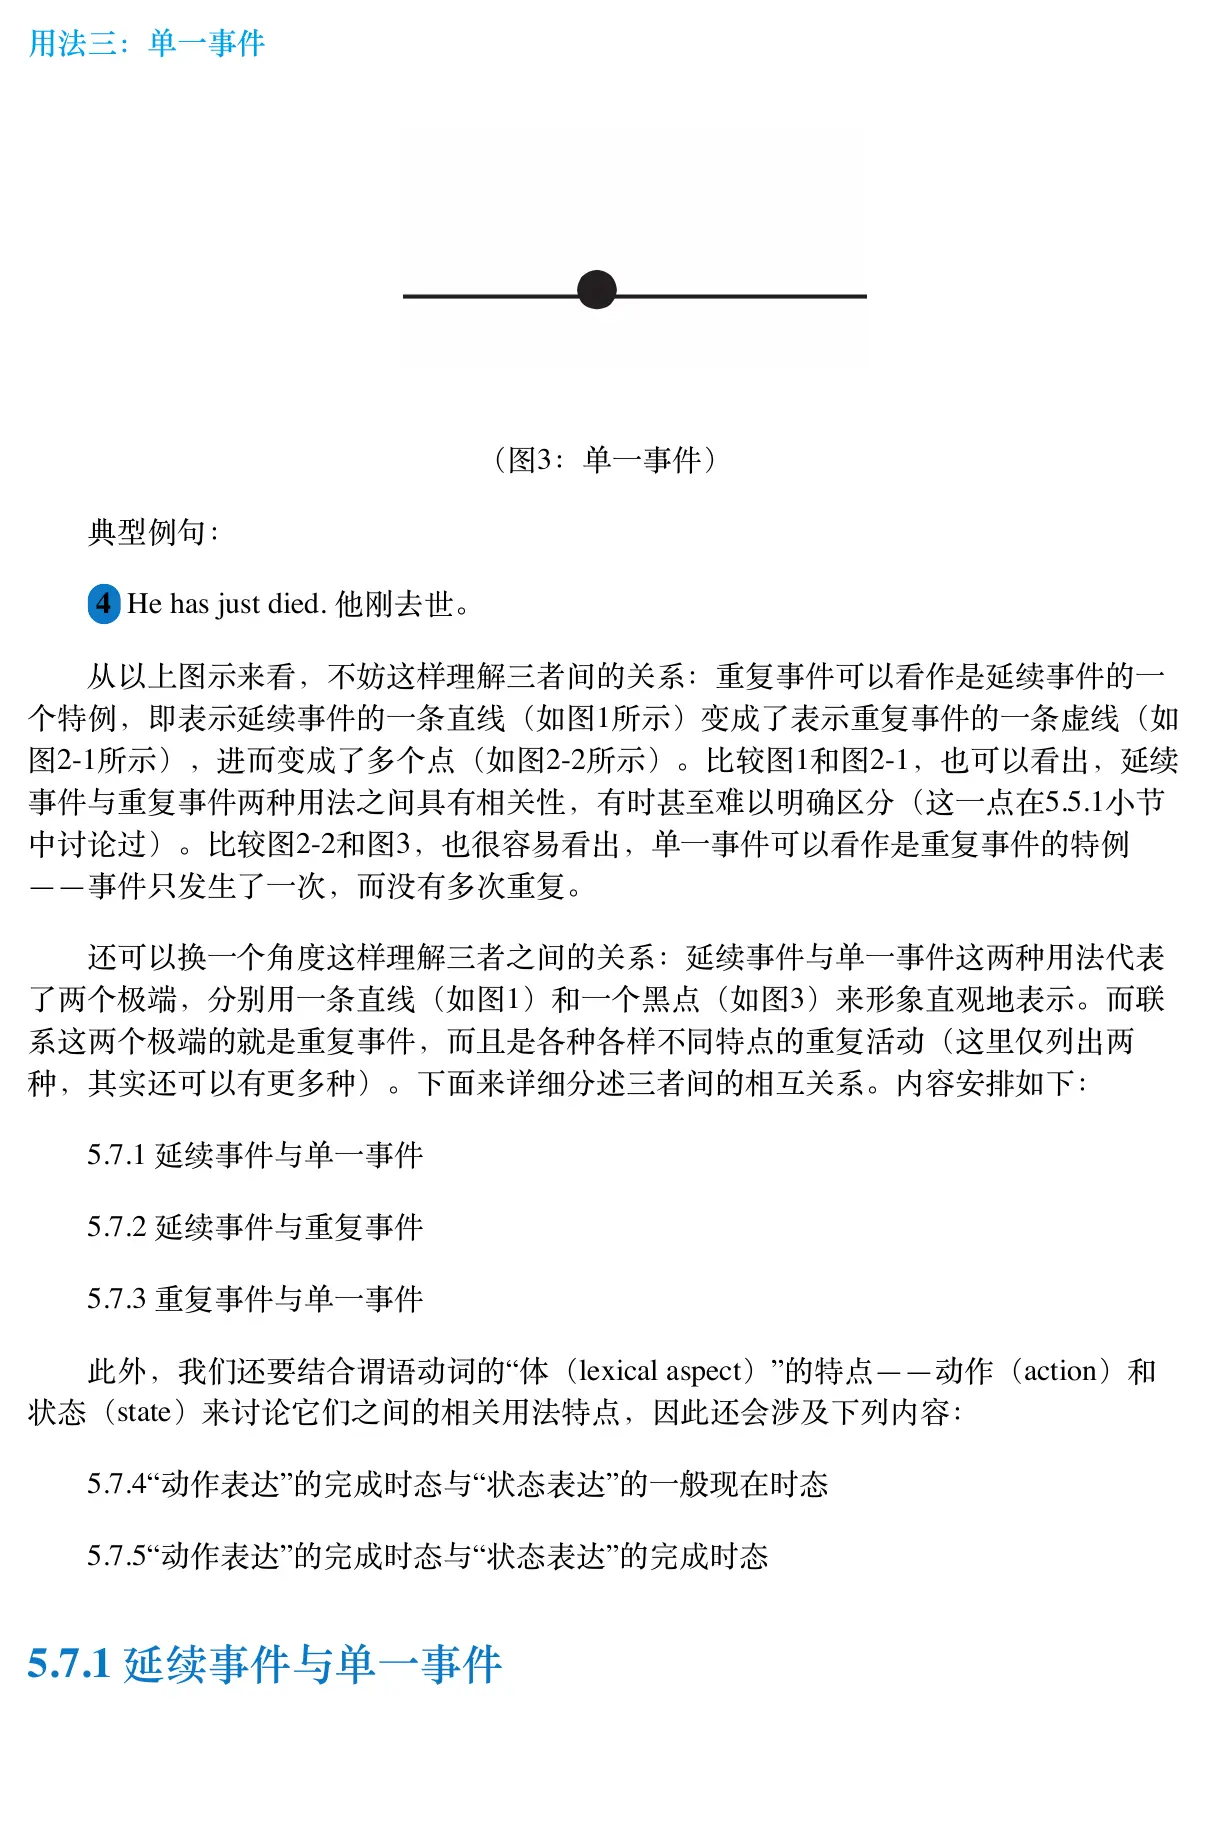 用法三：单一事件
（图3：单一事件）
典型例句：
4 He has just died. 他刚去世。
从以上图示来看，不妨这样理解三者间的关系：重复事件可以看作是延续事件的一
个特例，即表示延续事件的一条直线（如图1所示）变成了表示重复事件的一条虚线（如
图2-1所示），进而变成了多个点（如图2-2所示）。比较图1和图2-1，也可以看出，延续
事件与重复事件两种用法之间具有相关性，有时甚至难以明确区分（这一点在5.5.1小节
中讨论过）。比较图2-2和图3，也很容易看出，单一事件可以看作是重复事件的特例
——事件只发生了一次，而没有多次重复。
还可以换一个角度这样理解三者之间的关系：延续事件与单一事件这两种用法代表
了两个极端，分别用一条直线（如图1）和一个黑点（如图3）来形象直观地表示。而联
系这两个极端的就是重复事件，而且是各种各样不同特点的重复活动（这里仅列出两
种，其实还可以有更多种）。下面来详细分述三者间的相互关系。内容安排如下：
5.7.1 延续事件与单一事件
5.7.2 延续事件与重复事件
5.7.3 重复事件与单一事件
此外，我们还要结合谓语动词的“体（lexical aspect）”的特点——动作（action）和
状态（state）来讨论它们之间的相关用法特点，因此还会涉及下列内容：
5.7.4“动作表达”的完成时态与“状态表达”的一般现在时态
5.7.5“动作表达”的完成时态与“状态表达”的完成时态
5.7.1 延续事件与单一事件